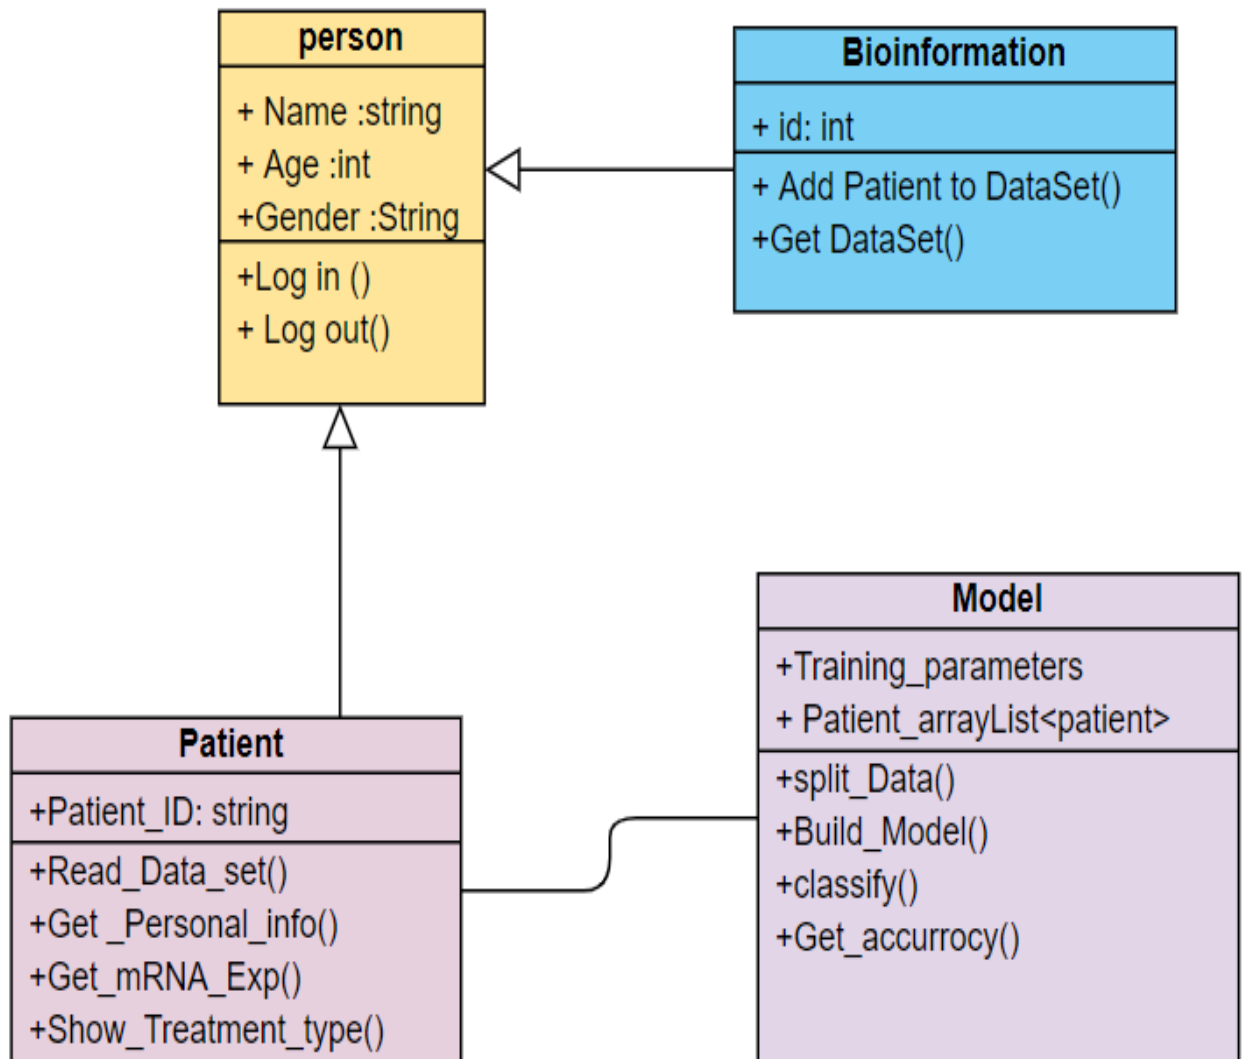 person
+ Name :string
+ Age :int
+Gender :String
+Log in ()
+ Log out()
Bioinformation
+ id: int
+ Add Patient to DataSet()
+Get DataSet()
Patient
+Patient_ID: string
+Read_Data_set()
+Get _Personal_info()
+Get_mRNA_Exp()
+Show_Treatment_type()
Model
+Training_parameters
+ Patient_arrayList<patient>
+split_Data()
+Build_Model()
+classify()
+Get_accurrocy()